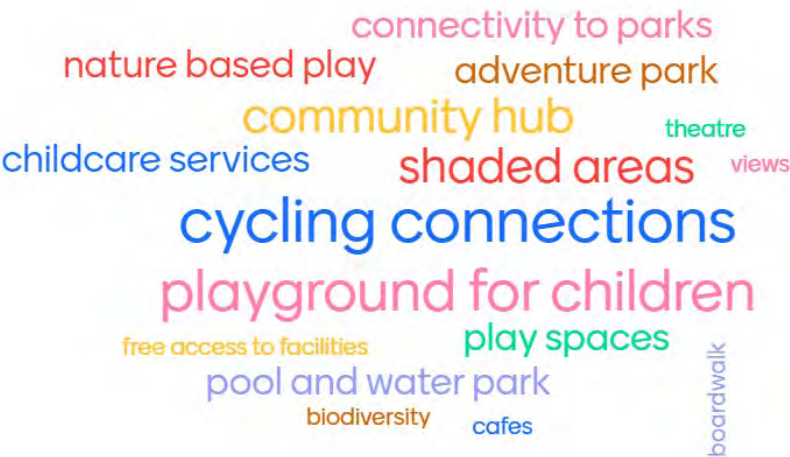 connectivity to parks
nature based play
adventure park
community hub
theatre
childcare services
shaded areas
views
cycling connections
playground for children
free access to facilities
play spaces
boardwalk
pool and water park
biodiversity
cafes